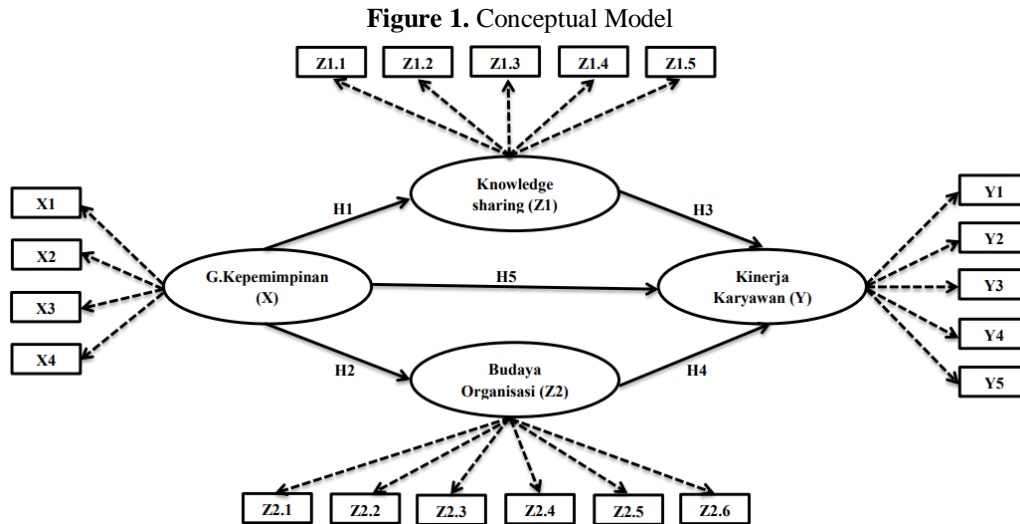 Figure 1. Conceptual Model
Z1.1
Z1.2
Z1.3
Z1.4
Z1.5
Knowledge
sharing (Z1)
X1
X2
X3
X4
H1
H3
G.Kepemimpinan
(X)
H5
Kinerja
Karyawan (Y)
Y1
Y2
Y3
Y4
Y5
H2
H4
Budaya
Organisasi (Z2)
Z2.1
Z2.2
Z2.3
Z2.4
Z2.5
Z2.6